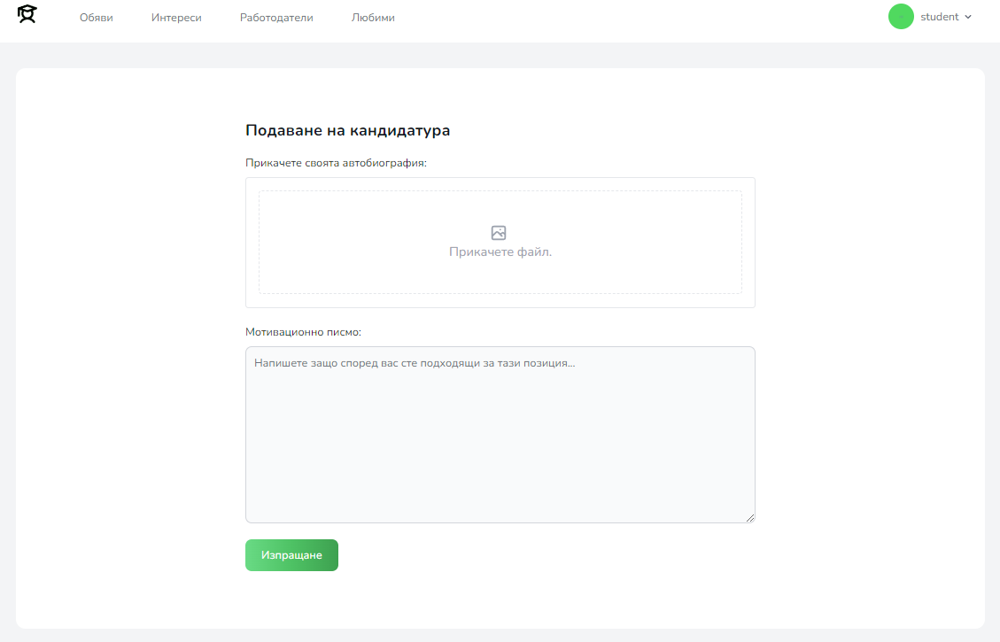 Обяви Интереси Работодатели Любими student
Подаване на кандидатура
Прикачете своята автобиография:
Прикачете файл.
Мотивационно писмо:
Напишете защо според вас сте подходящи за тази позиция...
Изпращане